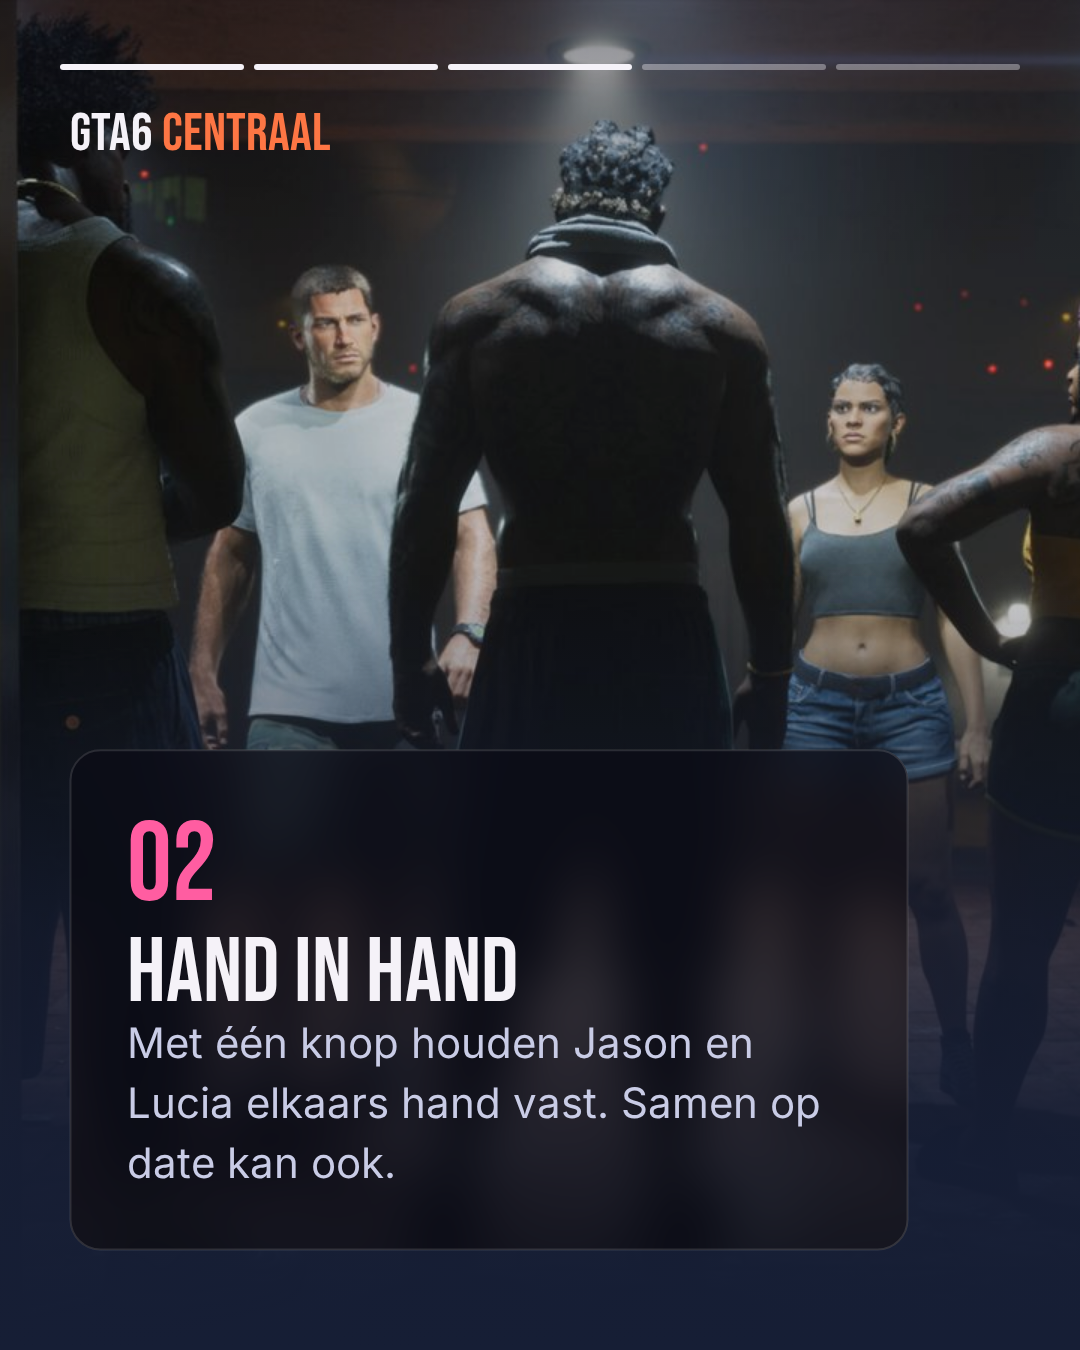 GTA6 CENTRAAL
02
HAND IN HAND
Met één knop houden Jason en
Lucia elkaars hand vast. Samen op
date kan ook.